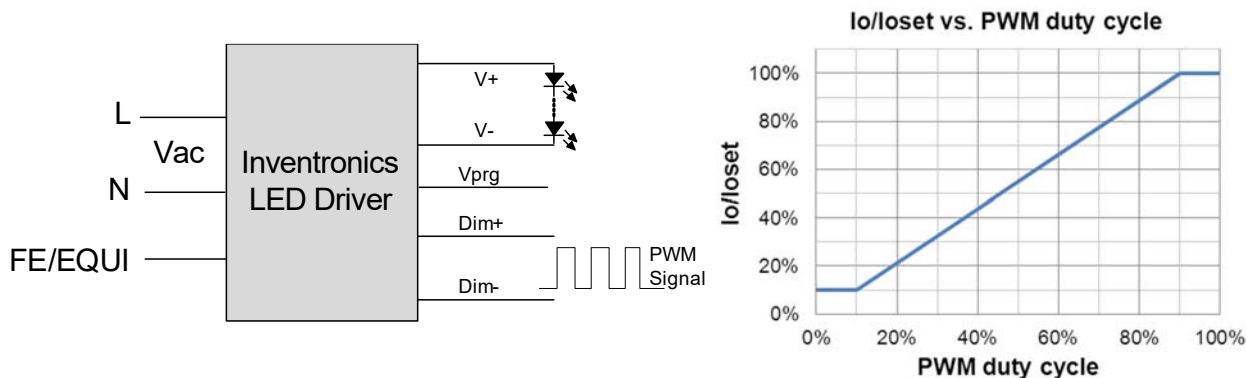 L
Vac
N
FE/EQUI
Inventronics
LED Driver
V+
V-
Vprg
Dim+
Dim-
PWM
Signal
Io/Ioset vs. PWM duty cycle
Io/Ioset
100%
80%
60%
40%
20%
0%
0% 20% 40% 60% 80% 100%
PWM duty cycle